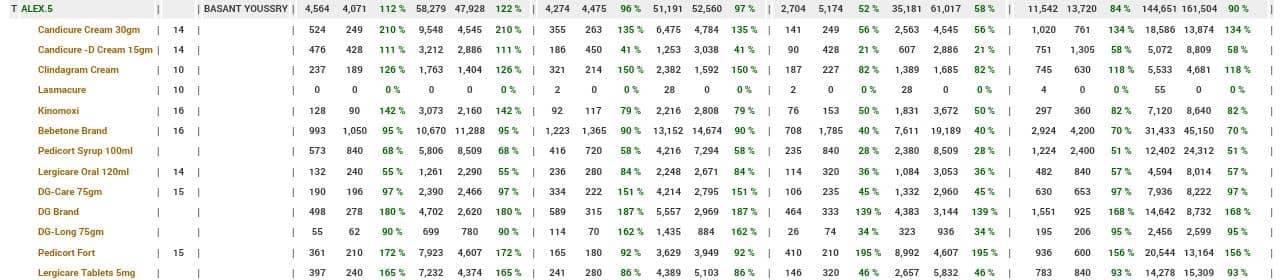 T ALEX.5 | | BASANT YOUSSRY | 4,564 4,071 112 % 58,279 47,928 122 % | 4,274 4,475 96 % 51,191 52,560 97 % | 2,704 5,174 52 % 35,181 61,017 58 % | 11,542 13,720 84 % 144,651 161,504 90 % |
Candicure Cream 30gm | 14 | | 524 249 210 % 9,548 4,545 210 % | 355 263 135 % 6,475 4,784 135 % | 141 249 56 % 2,563 4,545 56 % | 1,020 761 134 % 18,586 13,874 134 % |
Candicure -D Cream 15gm | 14 | | 476 428 111 % 3,212 2,886 111 % | 186 450 41 % 1,253 3,038 41 % | 90 428 21 % 607 2,886 21 % | 751 1,305 58 % 5,072 8,809 58 % |
Clindagram Cream | 10 | | 237 189 126 % 1,763 1,404 126 % | 321 214 150 % 2,382 1,592 150 % | 187 227 82 % 1,389 1,685 82 % | 745 630 118 % 5,533 4,681 118 % |
Lasmacure | 10 | | 0 0 0 % 0 0 0 % | 2 0 0 % 28 0 0 % | 2 0 0 % 28 0 0 % | 4 0 0 % 55 0 0 % |
Kinomoxi | 16 | | 128 90 142 % 3,073 2,160 142 % | 92 117 79 % 2,216 2,808 79 % | 76 153 50 % 1,831 3,672 50 % | 297 360 82 % 7,120 8,640 82 % |
Bebetone Brand | 16 | | 993 1,050 95 % 10,670 11,288 95 % | 1,223 1,365 90 % 13,152 14,674 90 % | 708 1,785 40 % 7,611 19,189 40 % | 2,924 4,200 70 % 31,433 45,150 70 % |
Pedicort Syrup 100ml | | | 573 840 68 % 5,806 8,509 68 % | 416 720 58 % 4,216 7,294 58 % | 235 840 28 % 2,380 8,509 28 % | 1,224 2,400 51 % 12,402 24,312 51 % |
Lergicare Oral 120ml | 14 | | 132 240 55 % 1,261 2,290 55 % | 236 280 84 % 2,248 2,671 84 % | 114 320 36 % 1,084 3,053 36 % | 482 840 57 % 4,594 8,014 57 % |
DG-Care 75gm | 15 | | 190 196 97 % 2,390 2,466 97 % | 334 222 151 % 4,214 2,795 151 % | 106 235 45 % 1,332 2,960 45 % | 630 653 97 % 7,936 8,222 97 % |
DG Brand | | | 498 278 180 % 4,702 2,620 180 % | 589 315 187 % 5,557 2,969 187 % | 464 333 139 % 4,383 3,144 139 % | 1,551 925 168 % 14,642 8,732 168 % |
DG-Long 75gm | | | 55 62 90 % 699 780 90 % | 114 70 162 % 1,435 884 162 % | 26 74 34 % 323 936 34 % | 195 206 95 % 2,456 2,599 95 % |
Pedicort Fort | 15 | | 361 210 172 % 7,923 4,607 172 % | 165 180 92 % 3,629 3,949 92 % | 410 210 195 % 8,992 4,607 195 % | 936 600 156 % 20,544 13,164 156 % |
Lergicare Tablets 5mg | | | 397 240 165 % 7,232 4,374 165 % | 241 280 86 % 4,389 5,103 86 % | 146 320 46 % 2,657 5,832 46 % | 783 840 93 % 14,278 15,309 93 % |